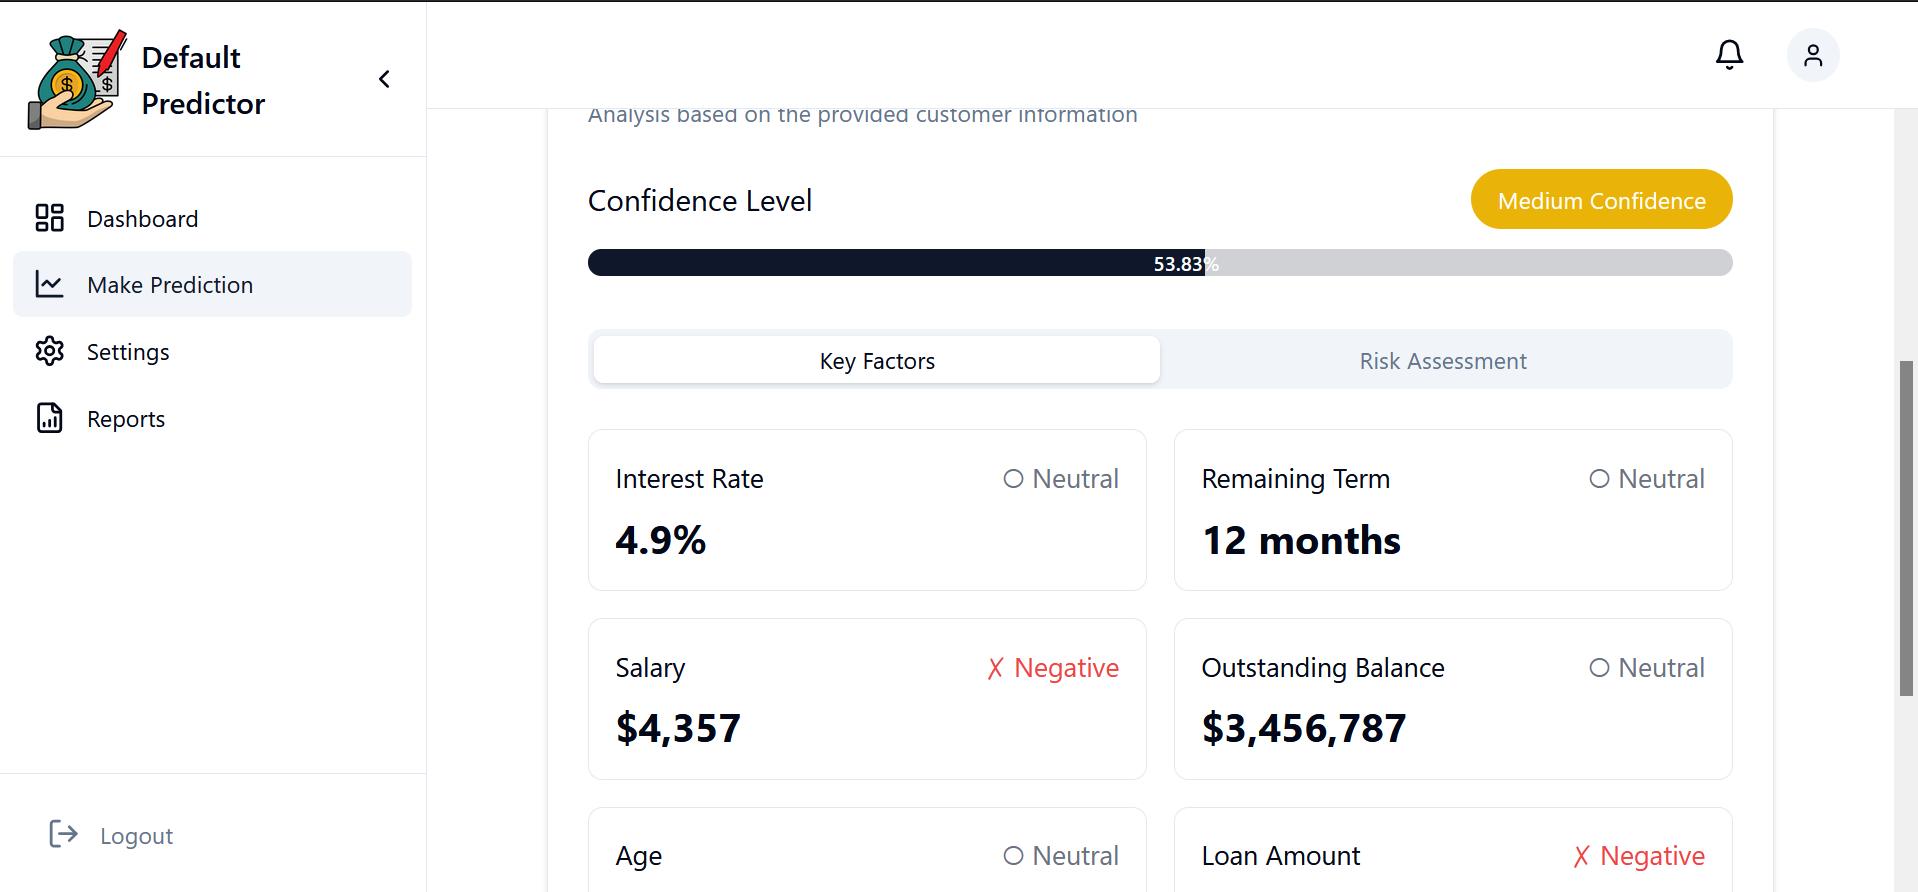 Default
Predictor
Dashboard
Make Prediction
Settings
Reports
Logout
Analysis based on the provided customer information
Confidence Level
Medium Confidence
53.83%
Key Factors
Risk Assessment
Interest Rate
○ Neutral
4.9%
Remaining Term
○ Neutral
12 months
Salary
✗ Negative
$4,357
Outstanding Balance
○ Neutral
$3,456,787
Age
○ Neutral
Loan Amount
✗ Negative